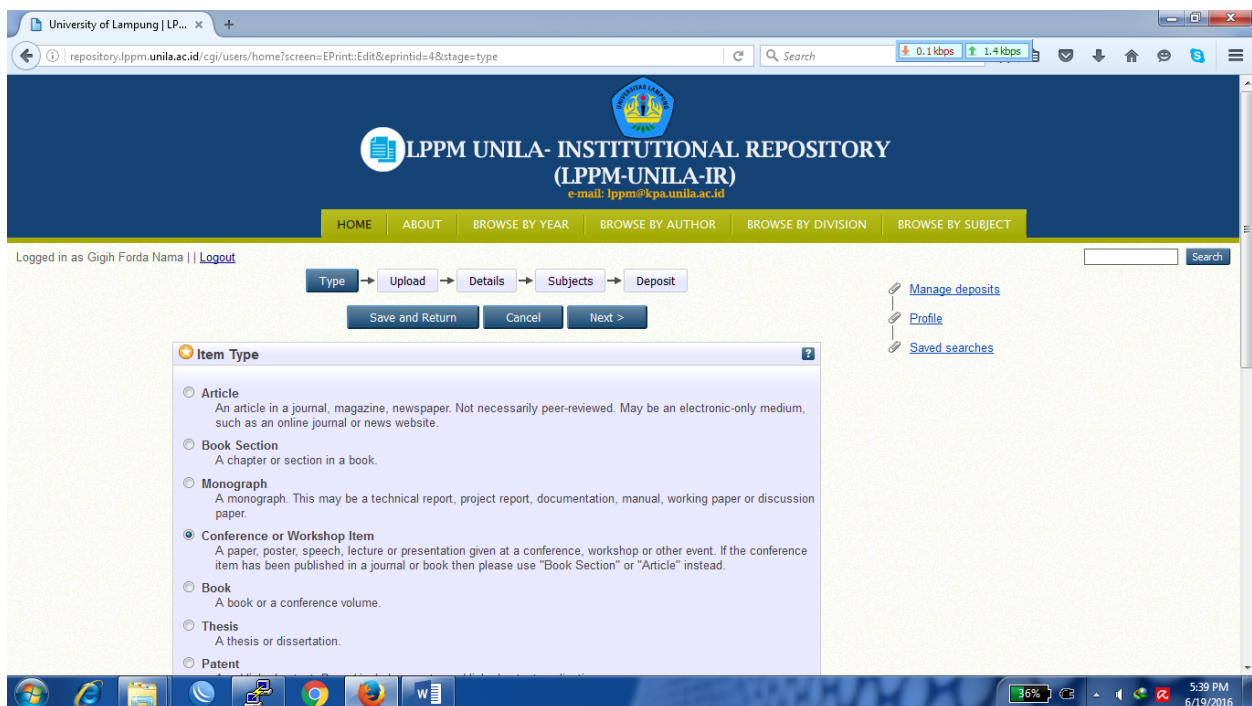 University of Lampung | LP...
repository.lppm.unila.ac.id/cgi/users/home?screen=EPrint::Edit&eprintid=4&stage=type
Search
0.1 kbps 1.4 kbps
UNIVERSITAS LAMPUNG
LPPM UNILA- INSTITUTIONAL REPOSITORY
(LPPM-UNILA-IR)
e-mail: lppm@kpa.unila.ac.id
HOME ABOUT BROWSE BY YEAR BROWSE BY AUTHOR BROWSE BY DIVISION BROWSE BY SUBJECT
Logged in as Gigih Forda Nama | | Logout
Search
Type Upload Details Subjects Deposit
Manage deposits
Save and Return Cancel Next >
Profile
Saved searches
Item Type
?
Article
An article in a journal, magazine, newspaper. Not necessarily peer-reviewed. May be an electronic-only medium,
such as an online journal or news website.
Book Section
A chapter or section in a book.
Monograph
A monograph. This may be a technical report, project report, documentation, manual, working paper or discussion
paper.
Conference or Workshop Item
A paper, poster, speech, lecture or presentation given at a conference, workshop or other event. If the conference
item has been published in a journal or book then please use "Book Section" or "Article" instead.
Book
A book or a conference volume.
Thesis
A thesis or dissertation.
Patent
36%
5:39 PM
6/19/2016